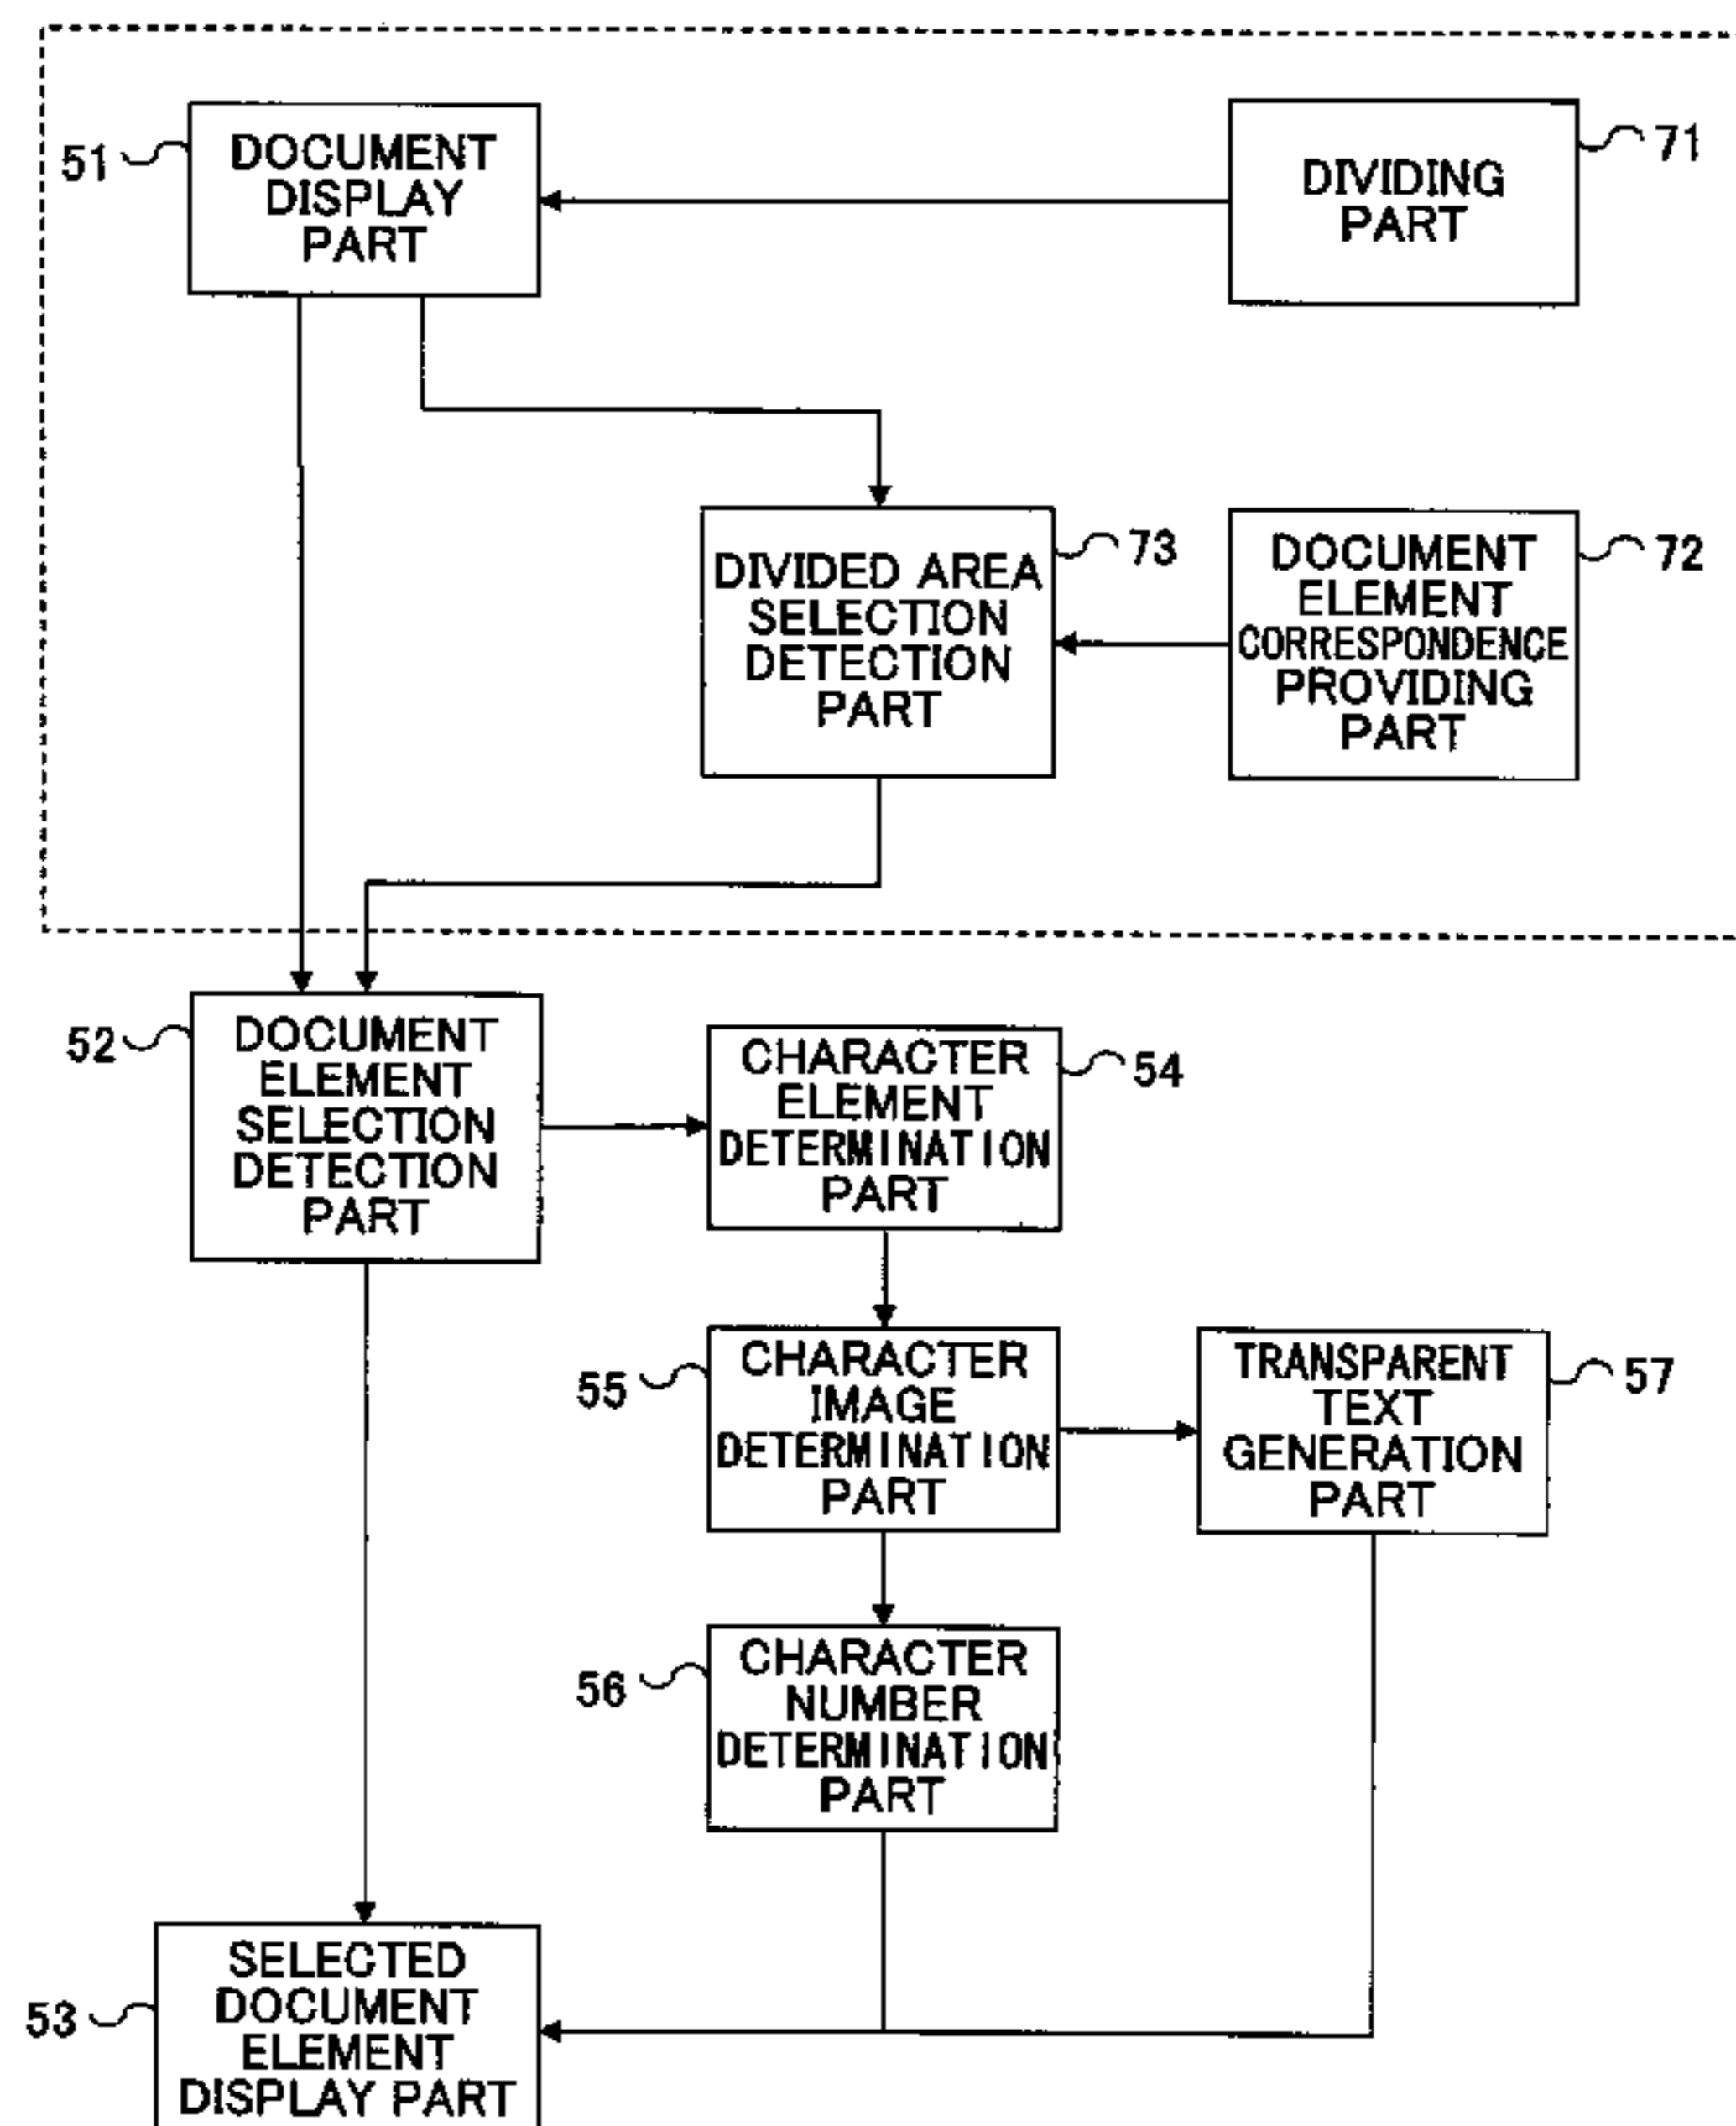 51
DOCUMENT
DISPLAY
PART
DIVIDING
PART
71
DIVIDED AREA
SELECTION
DETECTION
PART
73
DOCUMENT
ELEMENT
CORRESPONDENCE
PROVIDING
PART
72
52
DOCUMENT
ELEMENT
SELECTION
DETECTION
PART
CHARACTER
ELEMENT
DETERMINATION
PART
54
55
CHARACTER
IMAGE
DETERMINATION
PART
TRANSPARENT
TEXT
GENERATION
PART
57
56
CHARACTER
NUMBER
DETERMINATION
PART
53
SELECTED
DOCUMENT
ELEMENT
DISPLAY PART